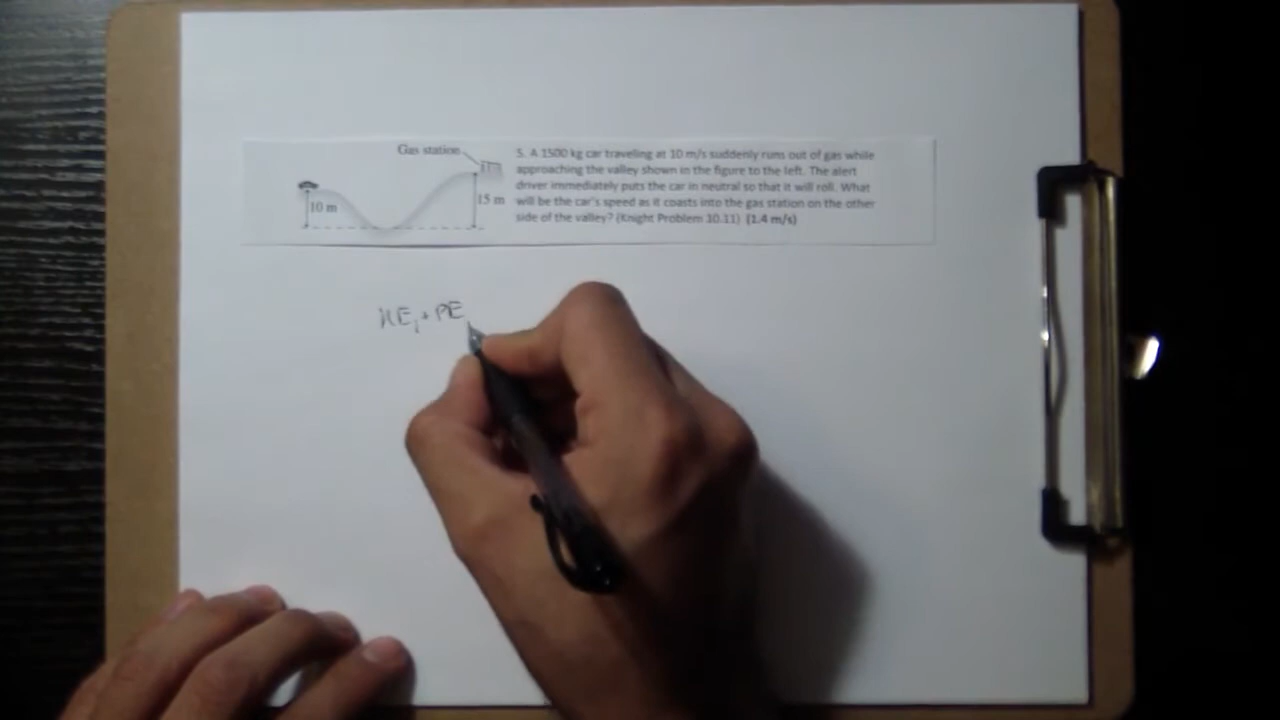 Gas station
10 m
15 m
5. A 1500 kg car traveling at 10 m/s suddenly runs out of gas while
approaching the valley shown in the figure to the left. The alert
driver immediately puts the car in neutral so that it will roll. What
will be the car's speed as it coasts into the gas station on the other
side of the valley? (Knight Problem 10.11) (1.4 m/s)
KE₁ + PE